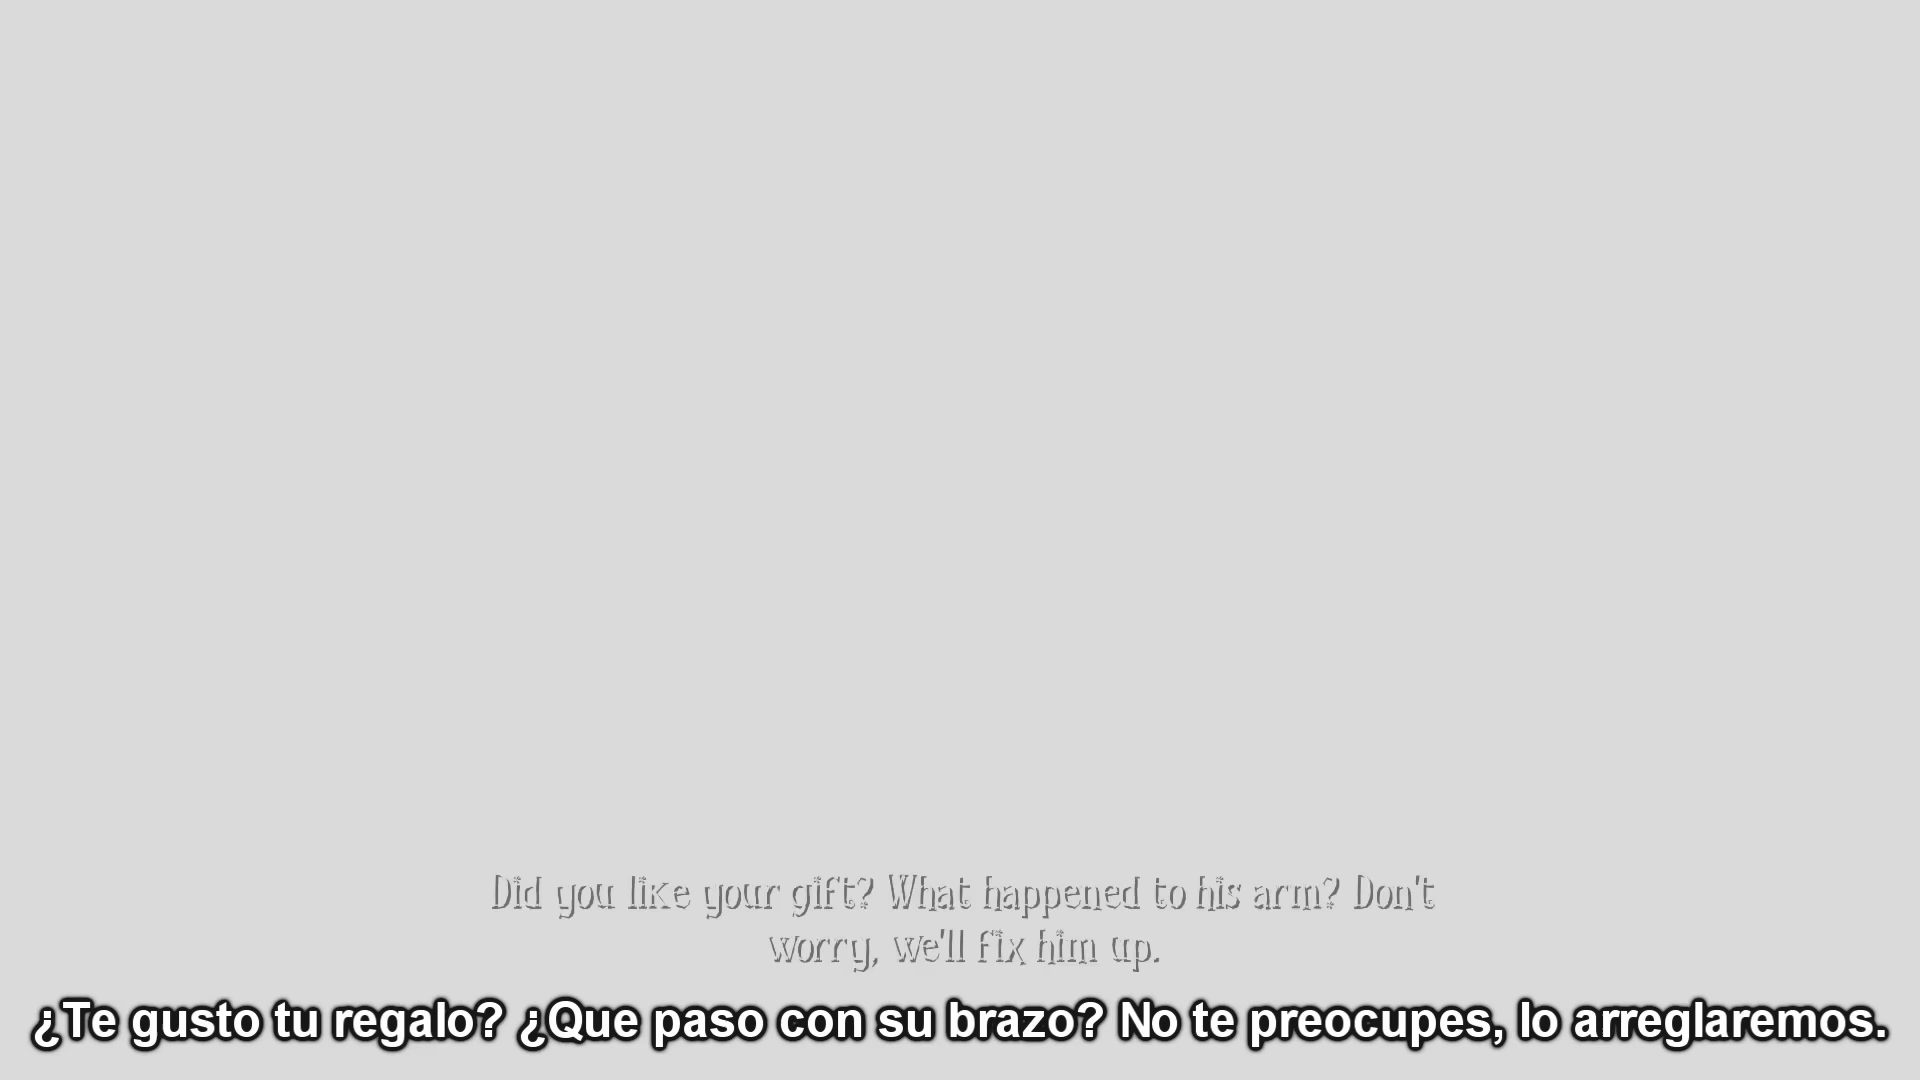 Did you like your gift? What happened to his arm? Don't
worry, we'll fix him up.
¿Te gusto tu regalo? ¿Que paso con su brazo? No te preocupes, lo arreglaremos.